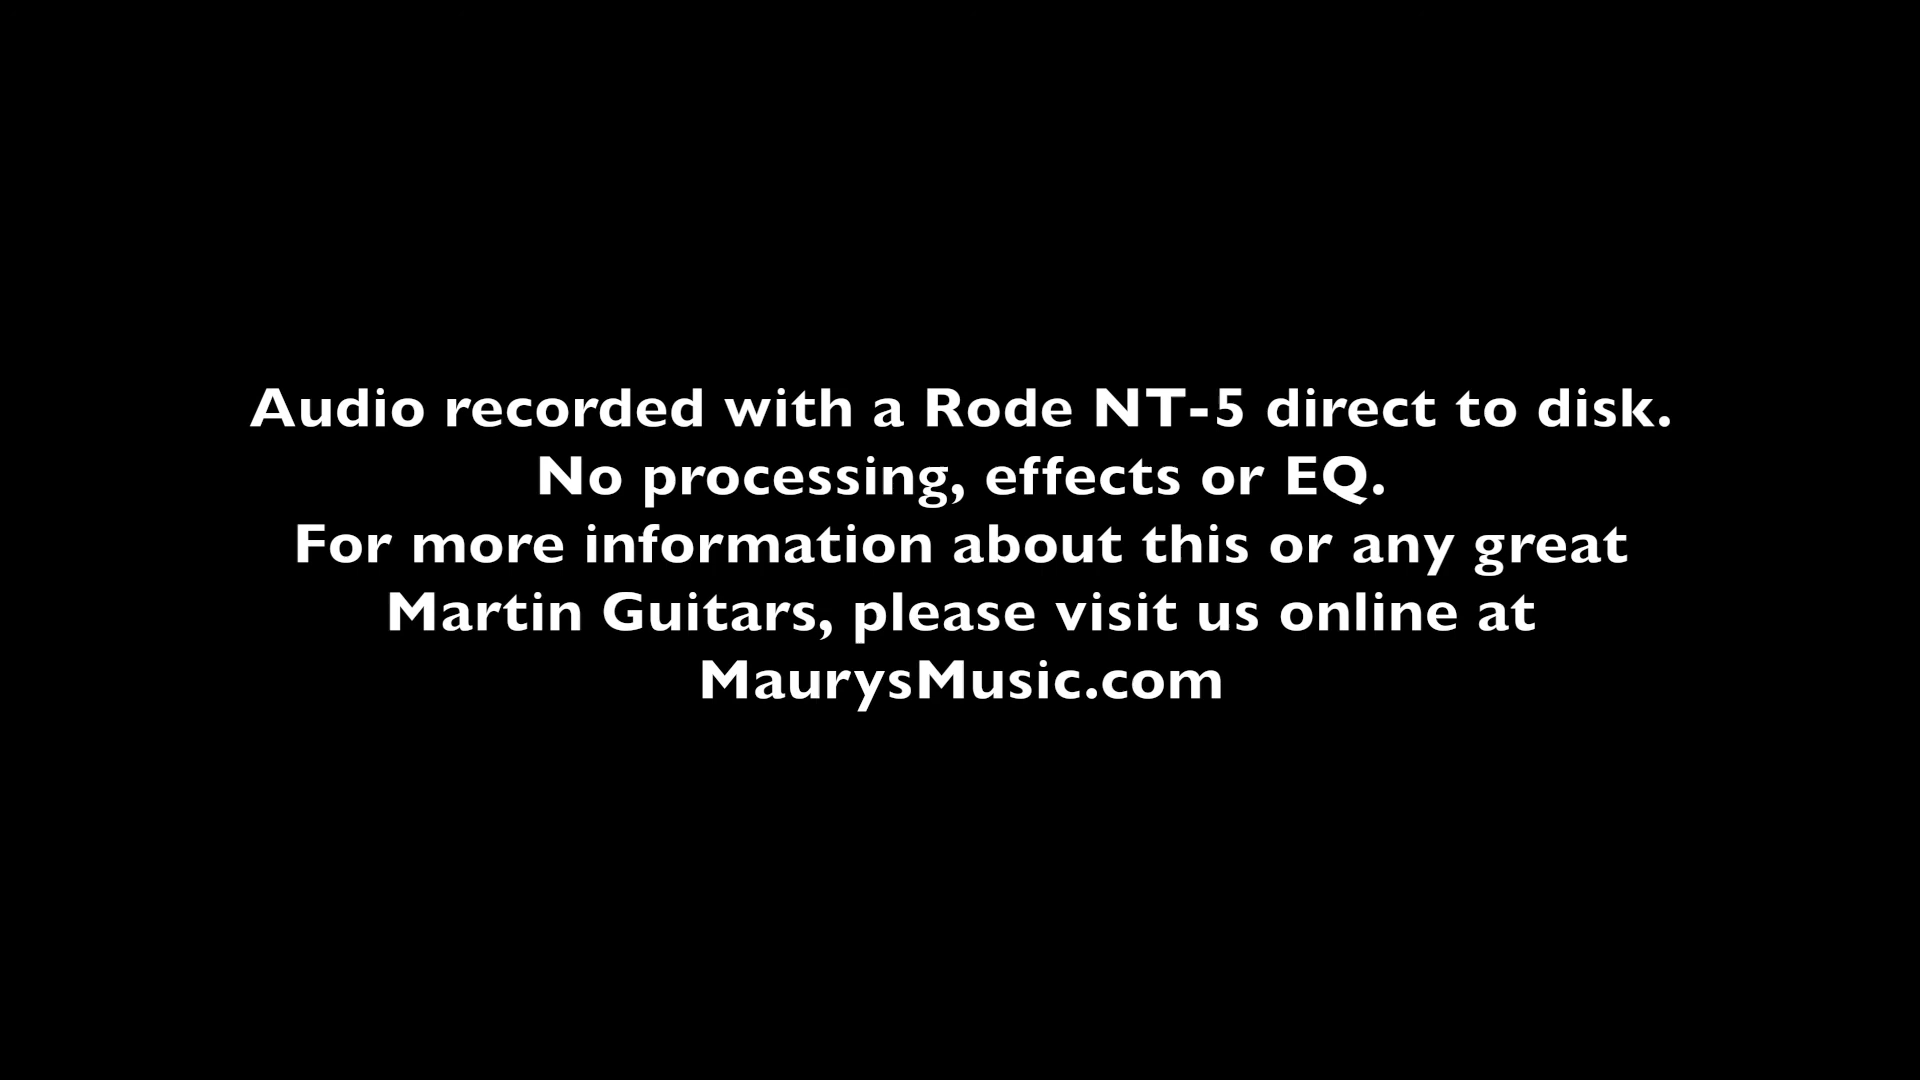 Audio recorded with a Rode NT-5 direct to disk.
No processing, effects or EQ.
For more information about this or any great
Martin Guitars, please visit us online at
MaurysMusic.com